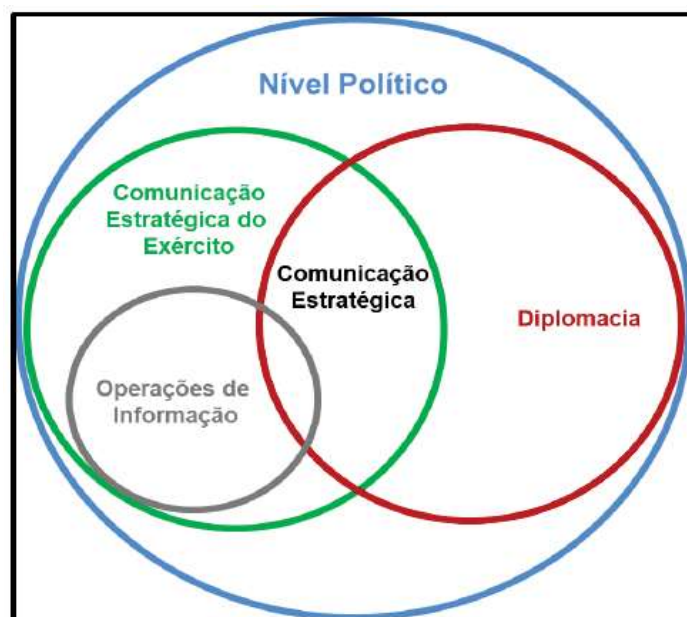 Nível Político
Comunicação
Estratégica do
Exército
Comunicação
Estratégica
Diplomacia
Operações de
Informação